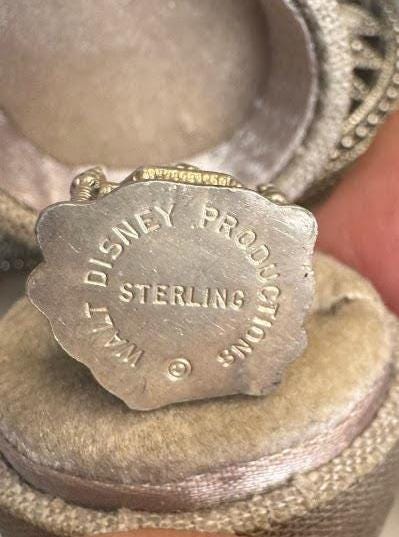 © WALT DISNEY PRODUCTIONS
STERLING